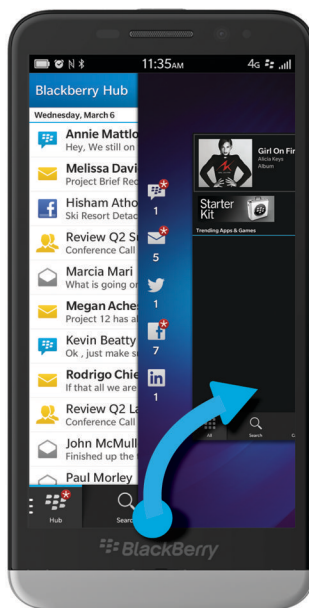 11:35AM
4G
Blackberry Hub
Wednesday, March 6
Annie Mattlo
Hey, We still on
Melissa Davi
Project Brief Rec
Hisham Atho
Ski Resort Detac
Review Q2 S
Conference Call
Marcia Mari
What is going or
Megan Aches
Project 12 has a
Kevin Beatty
Ok , just make s
Rodrigo Chie
If that all we are
Review Q2 La
Conference Call
John McMull
Finished up the
Paul Morley
Hub
Searc
1
5
1
7
in
1
Girl On Fir
Alicia Keys
Album
Starter
Kit
Trending Apps & Games
All
Search
BlackBerry